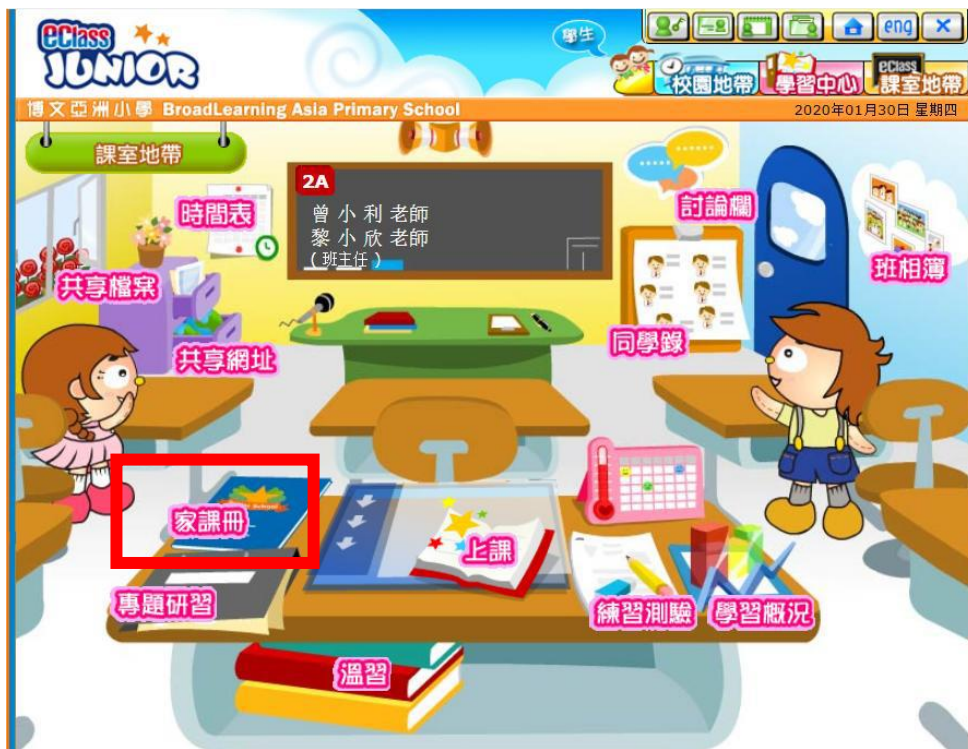 eClass
JUNIOR
學生
eng
校園地帶
學習中心
eClass
課室地帶
博文亞洲小學 BroadLearning Asia Primary School
2020年01月30日 星期四
課室地帶
2A
曾 小 利 老師
黎 小 欣 老師
( 班主任 )
時間表
討論欄
班相簿
共享檔案
共享網址
同學錄
家課冊
上課
專題研習
練習測驗
學習概況
溫習